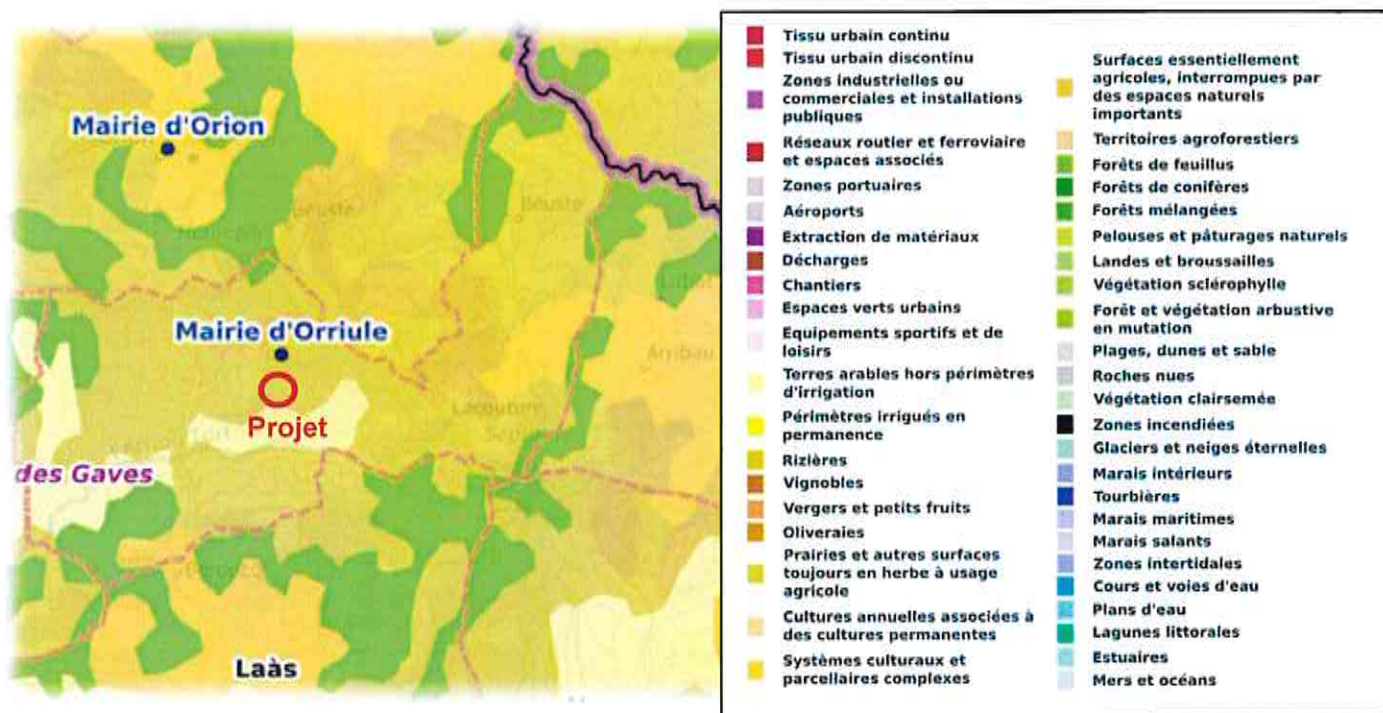 Mairie d'Orion
Béuste
Mairie d'Orriule
Projet
Arribau
Lacouture
des Gaves
Laàs
Tissu urbain continu
Tissu urbain discontinu
Zones industrielles ou
commerciales et installations
publiques
Réseaux routier et ferroviaire
et espaces associés
Zones portuaires
Aéroports
Extraction de matériaux
Décharges
Chantiers
Espaces verts urbains
Equipements sportifs et de
loisirs
Terres arables hors périmètres
d'irrigation
Périmètres irrigués en
permanence
Rizières
Vignobles
Vergers et petits fruits
Oliveraies
Prairies et autres surfaces
toujours en herbe à usage
agricole
Cultures annuelles associées à
des cultures permanentes
Systèmes culturaux et
parcellaires complexes
Surfaces essentiellement
agricoles, interrompues par
des espaces naturels
importants
Territoires agroforestiers
Forêts de feuillus
Forêts de conifères
Forêts mélangées
Pelouses et pâturages naturels
Landes et broussailles
Végétation sclérophylle
Forêt et végétation arbustive
en mutation
Plages, dunes et sable
Roches nues
Végétation clairsemée
Zones incendiées
Glaciers et neiges éternelles
Marais intérieurs
Tourbières
Marais maritimes
Marais salants
Zones intertidales
Cours et voies d'eau
Plans d'eau
Lagunes littorales
Estuaires
Mers et océans